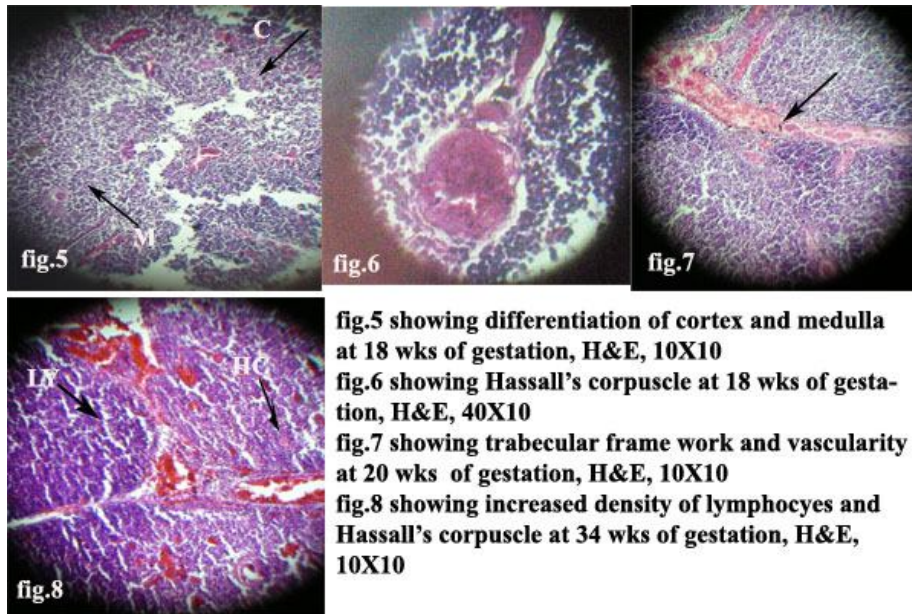 C
M
fig.5
fig.6
fig.7
LY
HC
fig.8
fig.5 showing differentiation of cortex and medulla
at 18 wks of gestation, H&E, 10X10
fig.6 showing Hassall's corpuscle at 18 wks of gesta-
tion, H&E, 40X10
fig.7 showing trabecular frame work and vascularity
at 20 wks of gestation, H&E, 10X10
fig.8 showing increased density of lymphocyes and
Hassall's corpuscle at 34 wks of gestation, H&E,
10X10